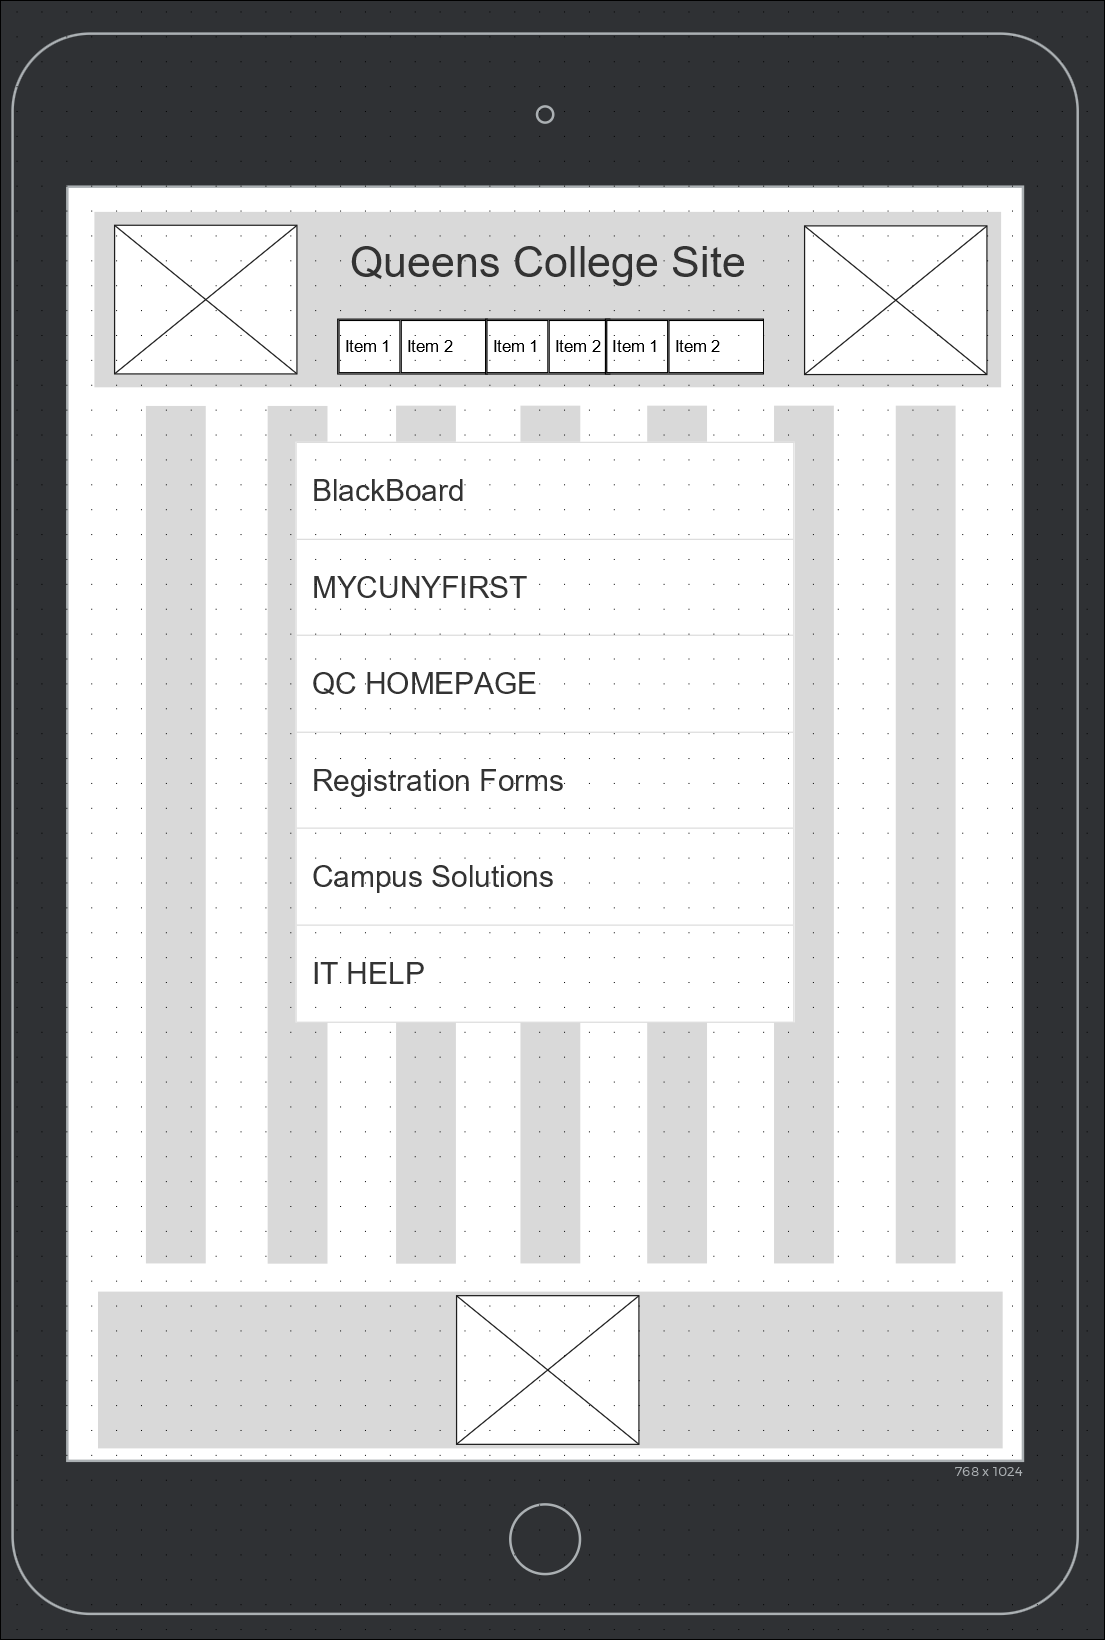 Queens College Site
Item 1 Item 2 Item 1 Item 2 Item 1 Item 2
BlackBoard
MYCUNYFIRST
QC HOMEPAGE
Registration Forms
Campus Solutions
IT HELP
768 x 1024